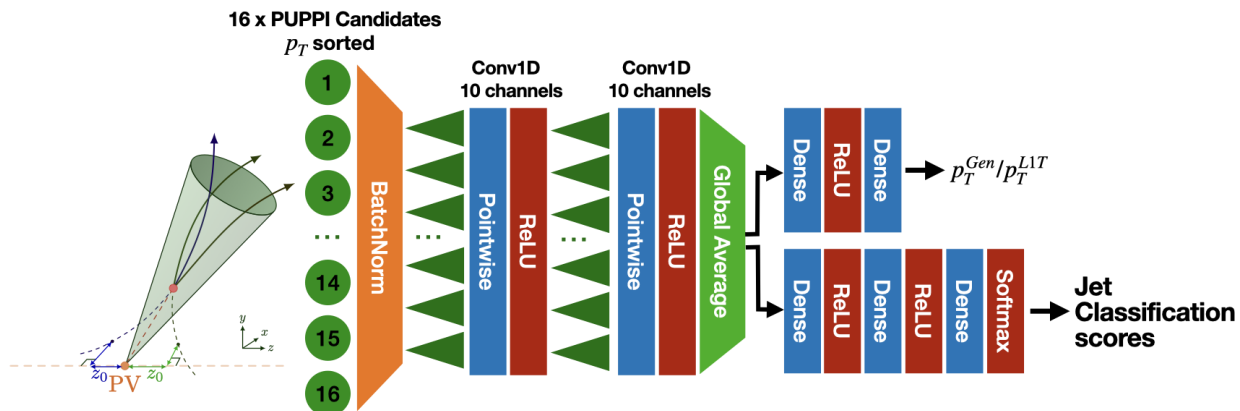 16 x PUPPI Candidates
p_T sorted
1
2
3
...
14
15
16
y
x
z
z_0
PV
z_0
BatchNorm
...
Conv1D
10 channels
Pointwise
ReLU
...
Conv1D
10 channels
Pointwise
ReLU
Global Average
Dense
ReLU
Dense
p_T^{Gen}/p_T^{L1T}
Dense
ReLU
Dense
ReLU
Dense
Softmax
Jet
Classification
scores